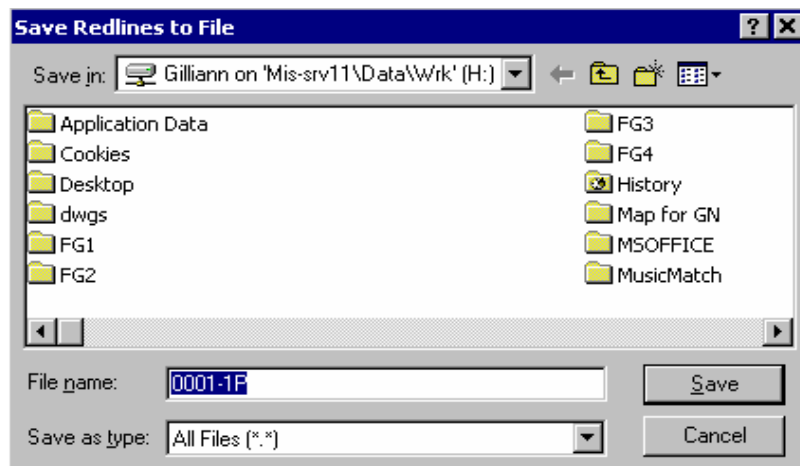 Save Redlines to File
Save in: Gilliann on 'Mis-srv11\Data\Wrk' (H:)
Application Data
Cookies
Desktop
dwgs
FG1
FG2
FG3
FG4
History
Map for GN
MSOFFICE
MusicMatch
File name: 0001-1P
Save
Save as type: All Files (*.*)
Cancel